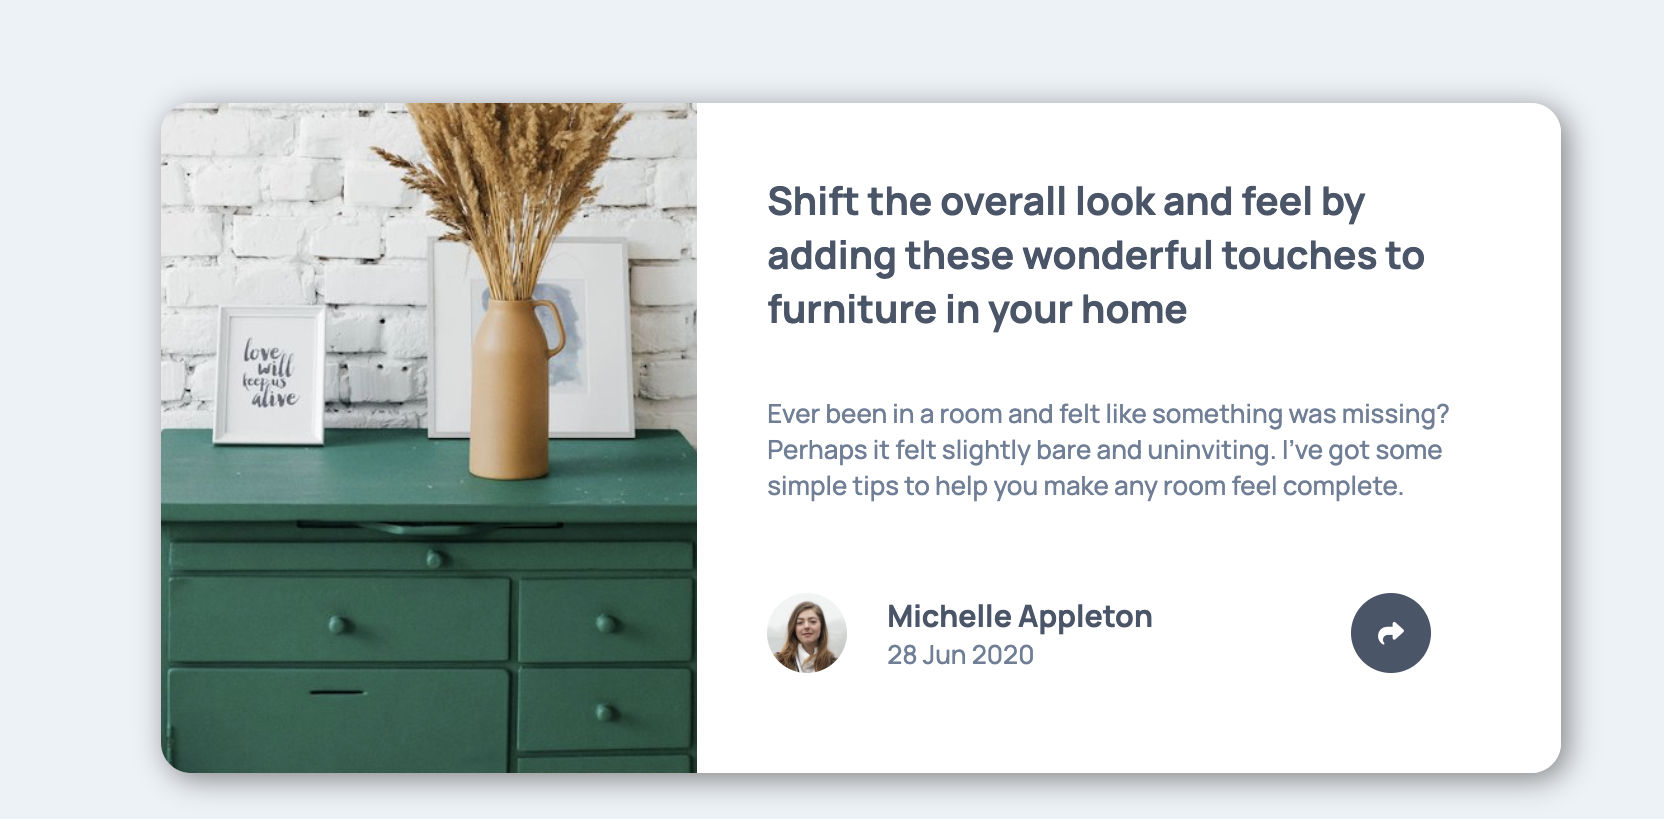 love
will
keep us
alive
Shift the overall look and feel by
adding these wonderful touches to
furniture in your home
Ever been in a room and felt like something was missing?
Perhaps it felt slightly bare and uninviting. I’ve got some
simple tips to help you make any room feel complete.
Michelle Appleton
28 Jun 2020